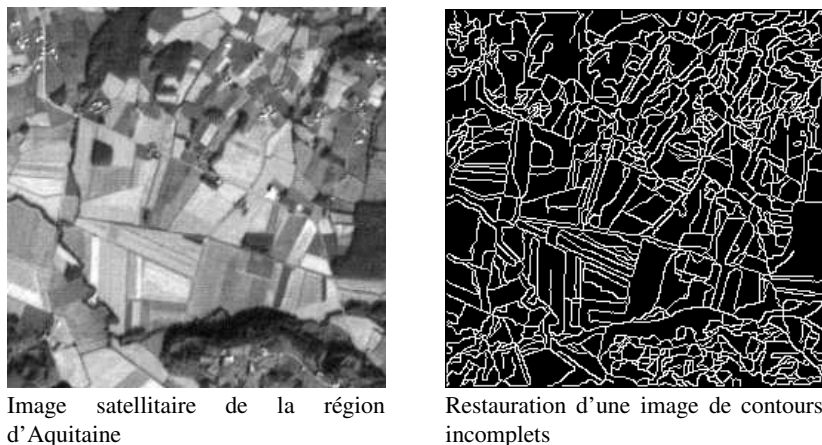 Image satellitaire de la région
d'Aquitaine
Restauration d'une image de contours
incomplets